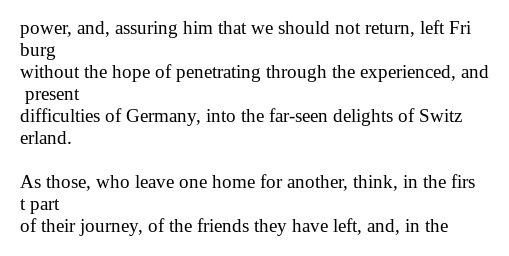 power, and, assuring him that we should not return, left Fri
burg
without the hope of penetrating through the experienced, and
present
difficulties of Germany, into the far-seen delights of Switz
erland.

As those, who leave one home for another, think, in the firs
t part
of their journey, of the friends they have left, and, in the